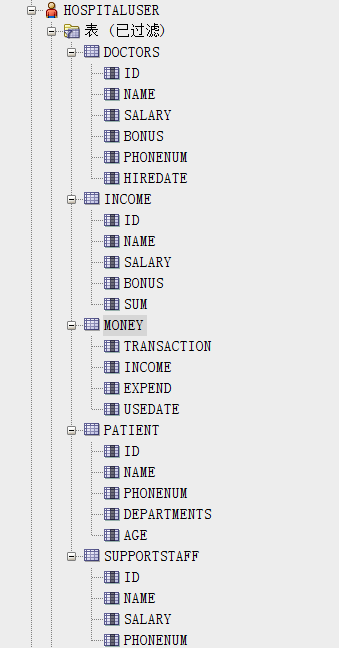 HOSPITALUSER
表 (已过滤)
DOCTORS
ID
NAME
SALARY
BONUS
PHONENUM
HIREDATE
INCOME
ID
NAME
SALARY
BONUS
SUM
MONEY
TRANSACTION
INCOME
EXPEND
USEDATE
PATIENT
ID
NAME
PHONENUM
DEPARTMENTS
AGE
SUPPORTSTAFF
ID
NAME
SALARY
PHONENUM